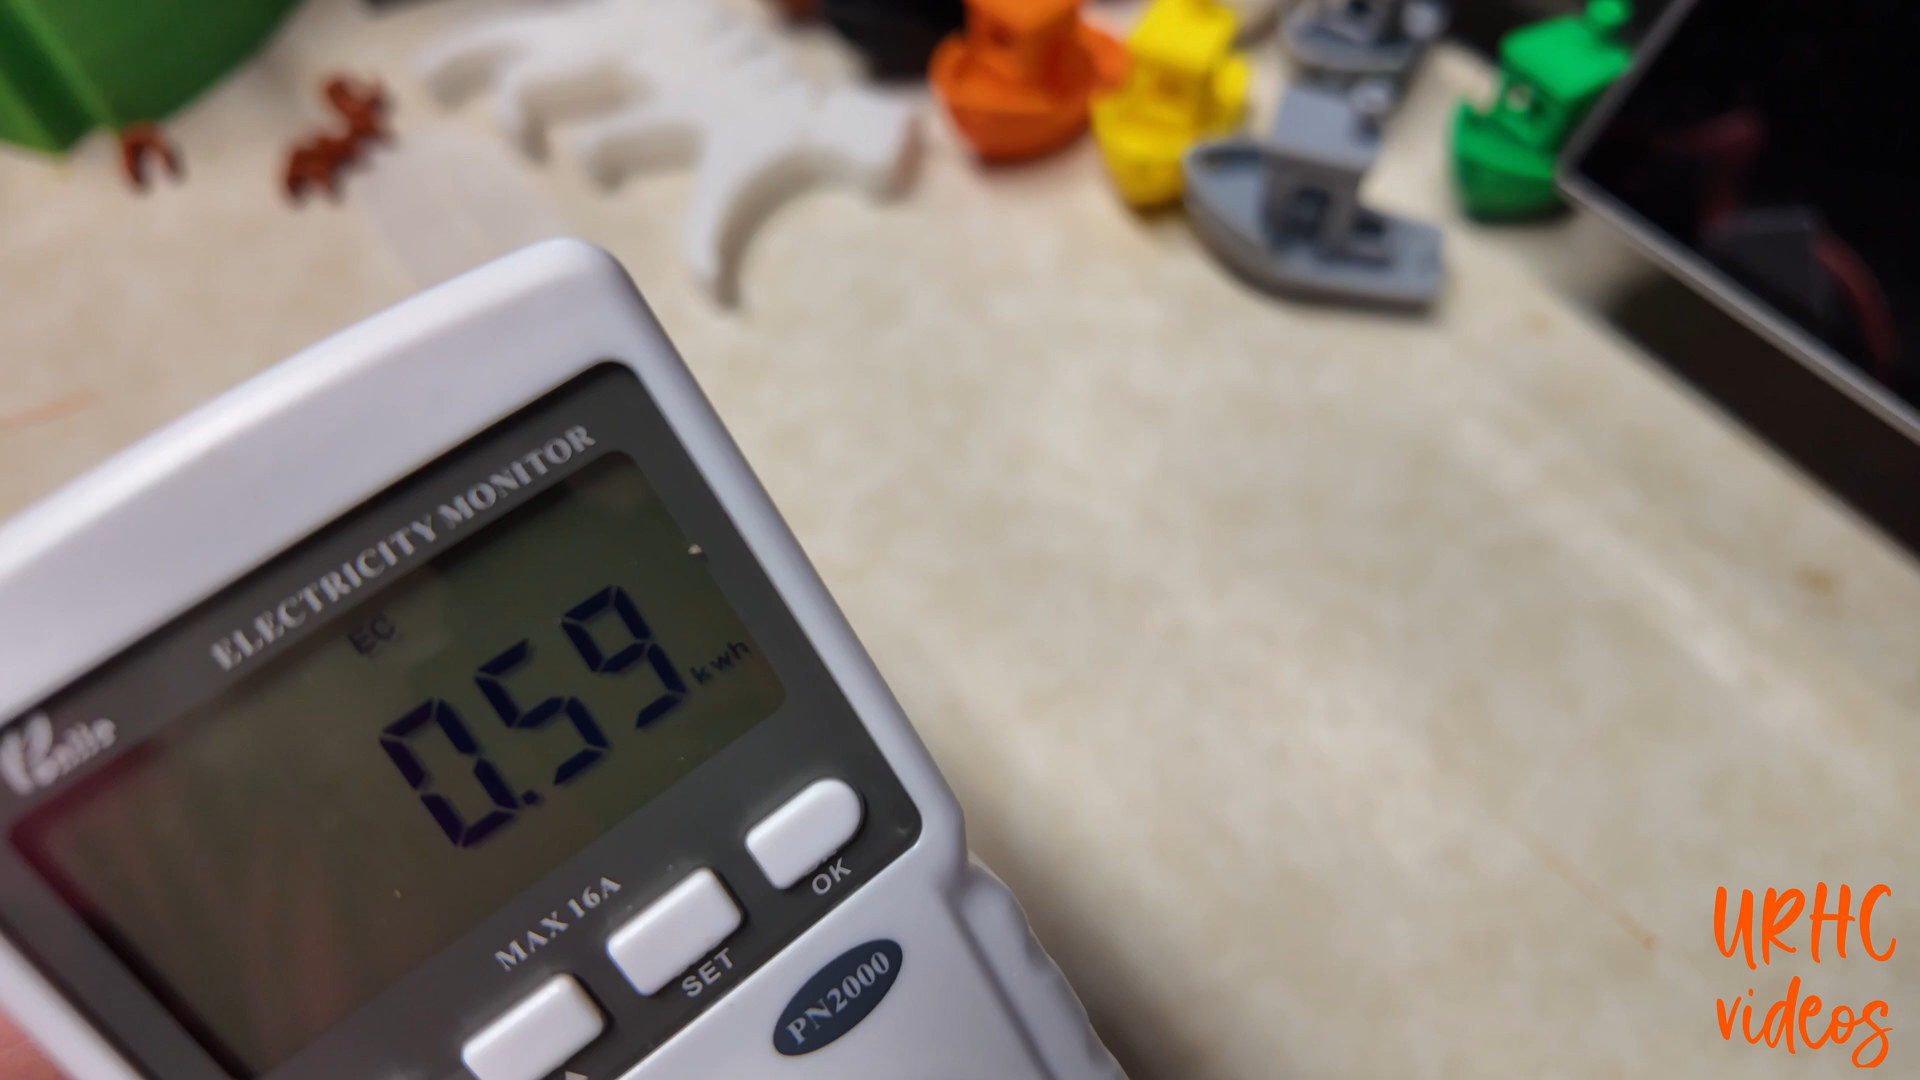 ELECTRICITY MONITOR
EC
0.59 kwh
MAX 16A
OK
SET
PN2000
URHC
videos